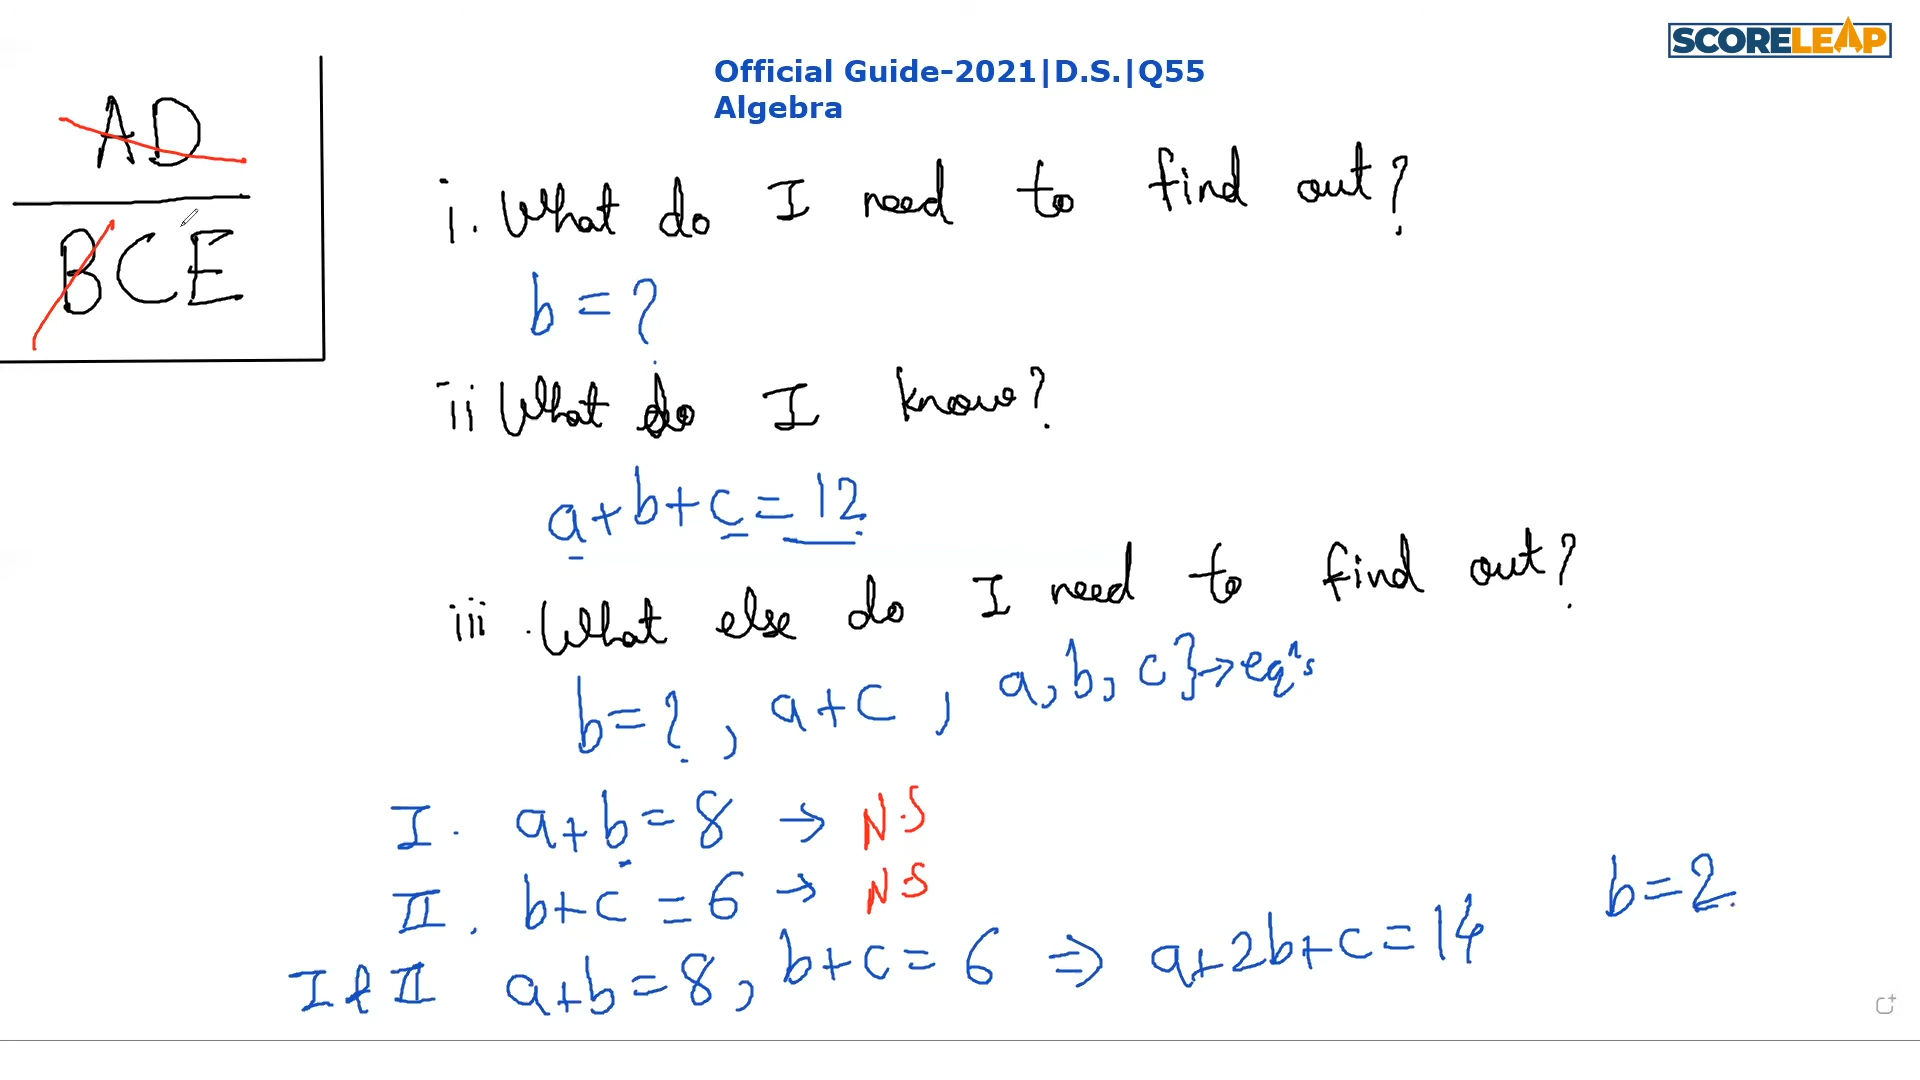 SCORELEAP
Official Guide-2021|D.S.|Q55
Algebra
AD
BCE
i. What do I need to find out?
b = ?
ii What do I know?
a+b+c = 12
iii. What else do I need to find out?
b = ? , a+c , a, b, c } → eqⁿs
I. a+b = 8 → N.S
II. b+c = 6 → N.S
I & II a+b = 8, b+c = 6 ⇒ a+2b+c = 14
b = 2